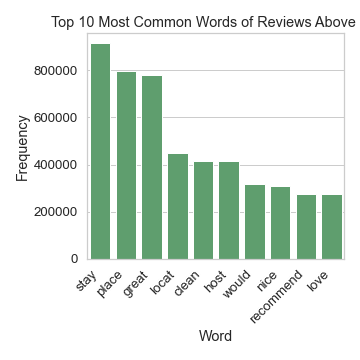 Top 10 Most Common Words of Reviews Above
800000
600000
400000
200000
0
Frequency
stay
place
great
locat
clean
host
would
nice
recommend
love
Word